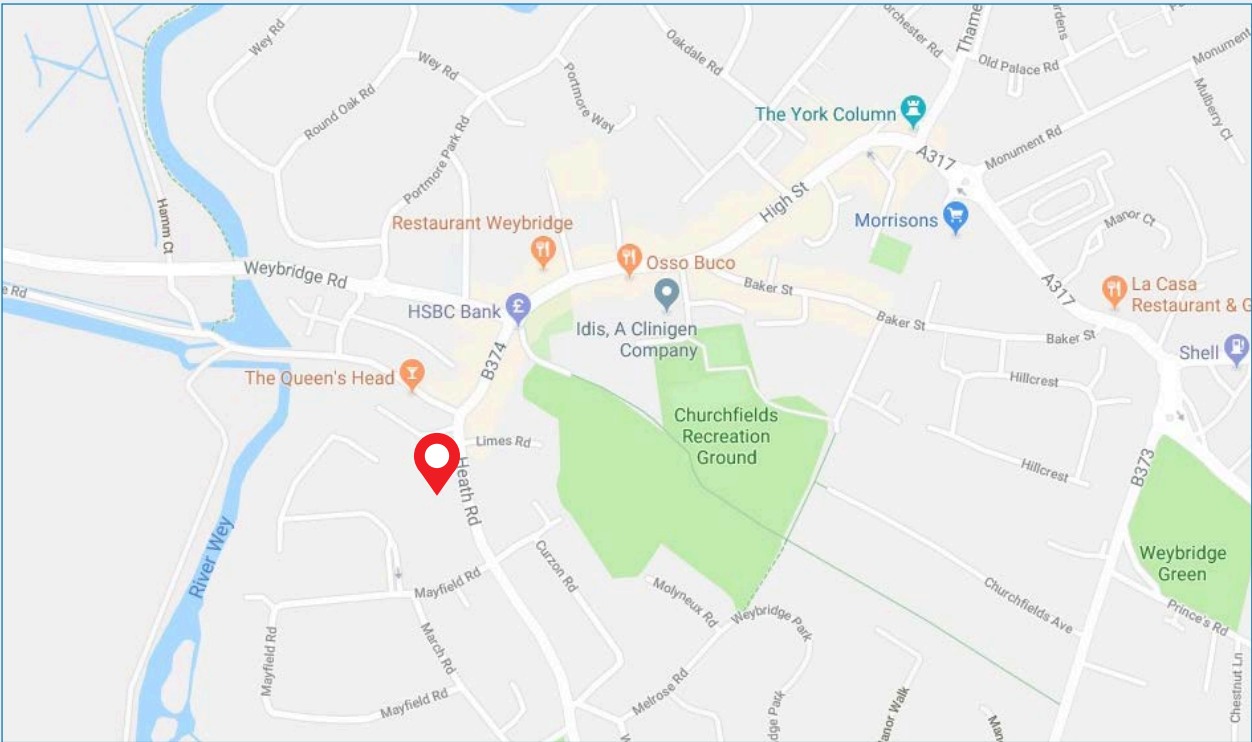 Wey Rd
Wey Rd
Round Oak Rd
Portmore Park Rd
Portmore Way
Oakdale Rd
Old Palace Rd
Monument
Mulberry Ct
Monument Rd
The York Column
A317
High St
Morrisons
Manor Ct
Hamm Ct
Restaurant Weybridge
Weybridge Rd
Osso Buco
Baker St
A317
La Casa
Restaurant & G
HSBC Bank
£
Idis, A Clinigen
Company
Baker St
Baker St
Shell
B374
The Queen's Head
Hillcrest
Churchfields
Recreation
Ground
Limes Rd
Heath Rd
Hillcrest
B373
River Wey
Weybridge
Green
Curzon Rd
Mayfield Rd
Molyneux Rd
Weybridge Park
Churchfields Ave
Prince's Rd
March Rd
Mayfield Rd
Mayfield Rd
Melrose Rd
Chestnut Ln